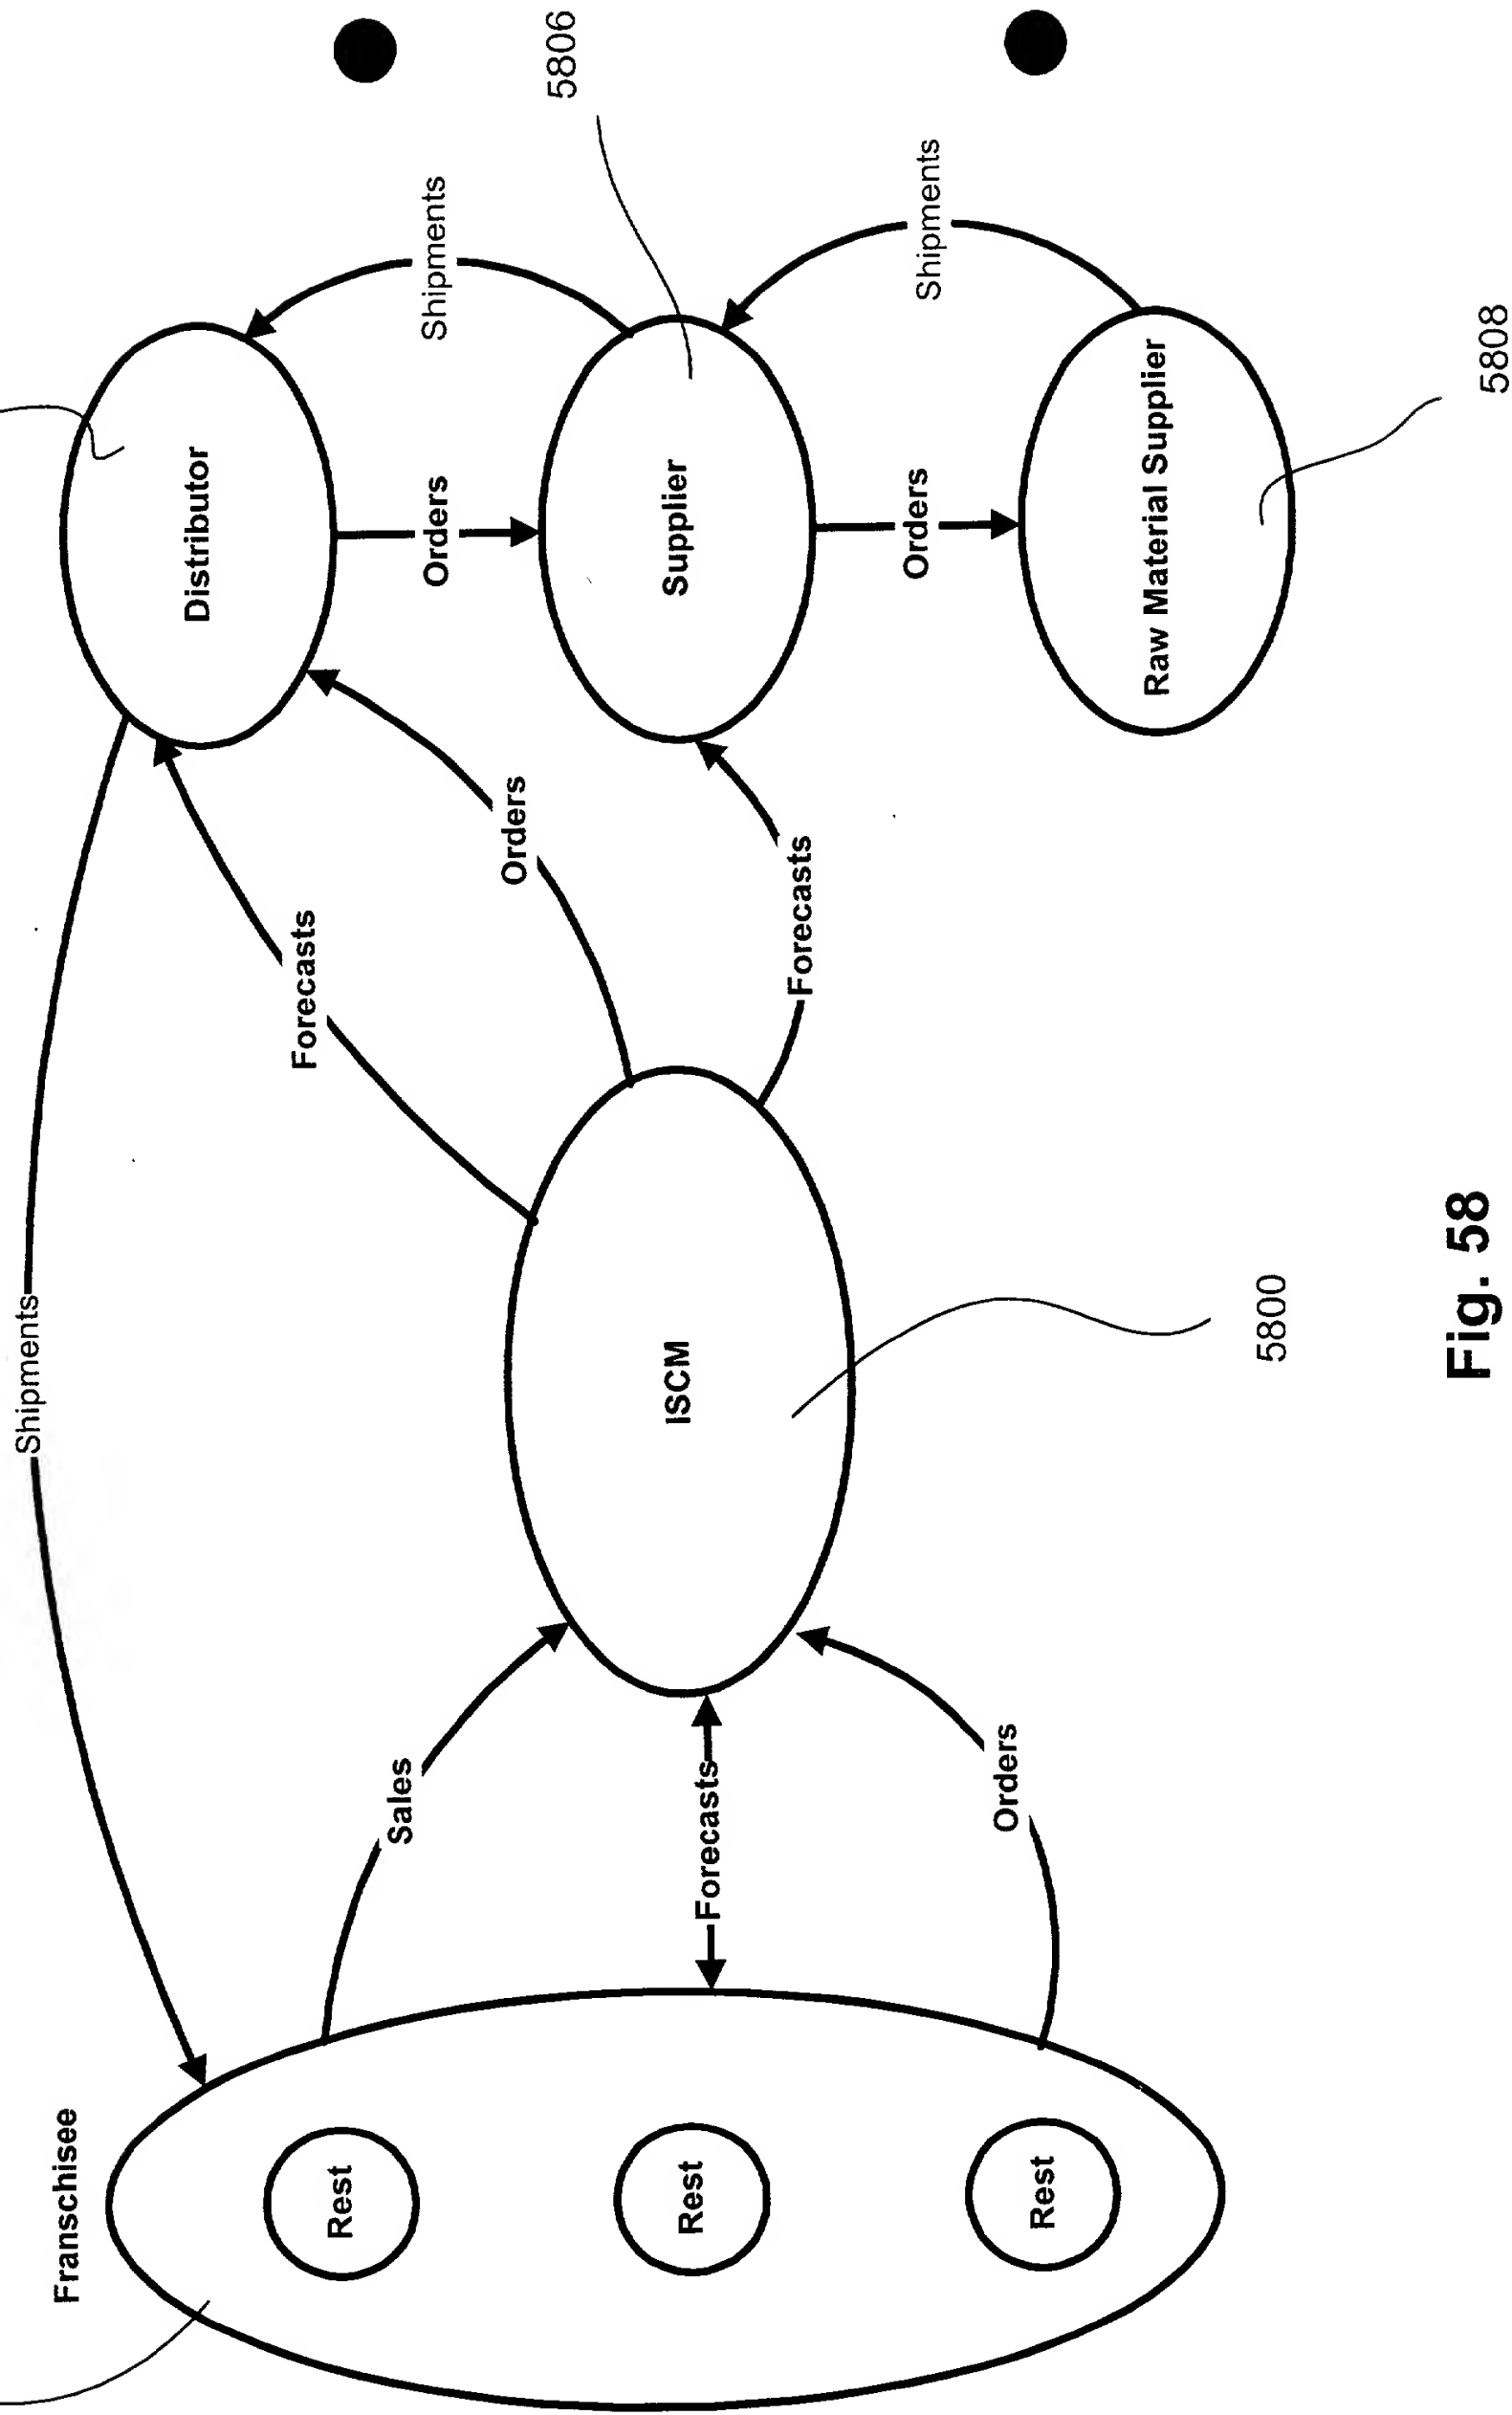 Shipments
Franschisee
Rest
Rest
Rest
Sales
Forecasts
Orders
ISCM
5800
Forecasts
Orders
Forecasts
Distributor
Orders
Shipments
Supplier
5806
Orders
Shipments
Raw Material Supplier
5808
Fig. 58